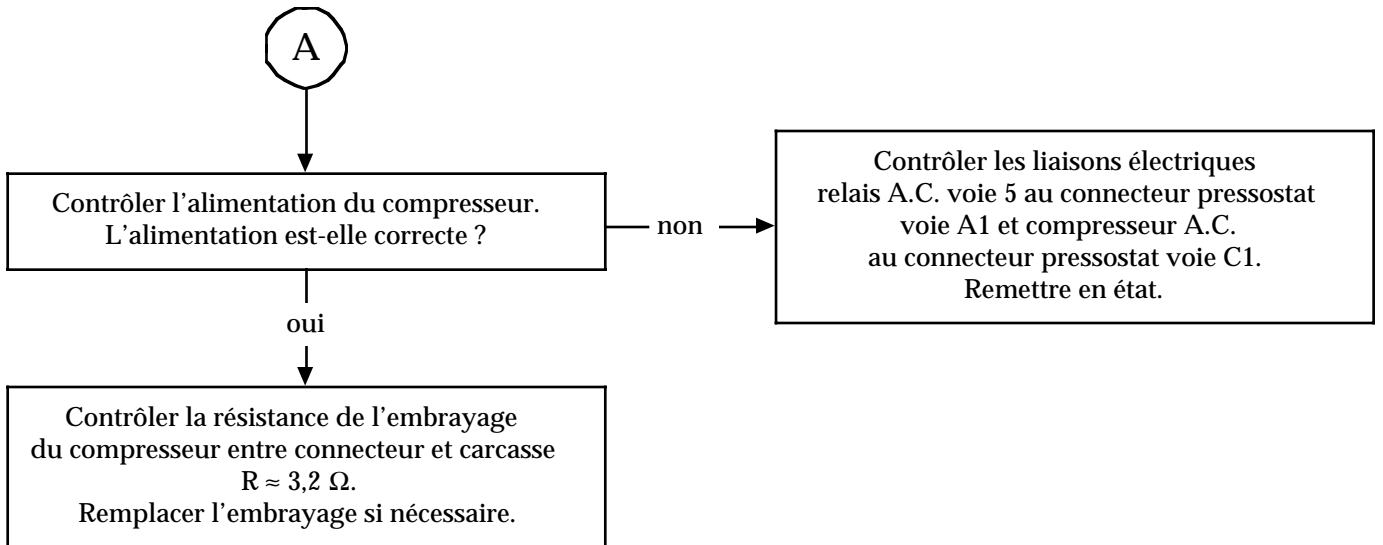 A
Contrôler l’alimentation du compresseur.
L’alimentation est-elle correcte ?
non
Contrôler les liaisons électriques
relais A.C. voie 5 au connecteur pressostat
voie A1 et compresseur A.C.
au connecteur pressostat voie C1.
Remettre en état.
oui
Contrôler la résistance de l’embrayage
du compresseur entre connecteur et carcasse
R ≈ 3,2 Ω.
Remplacer l’embrayage si nécessaire.